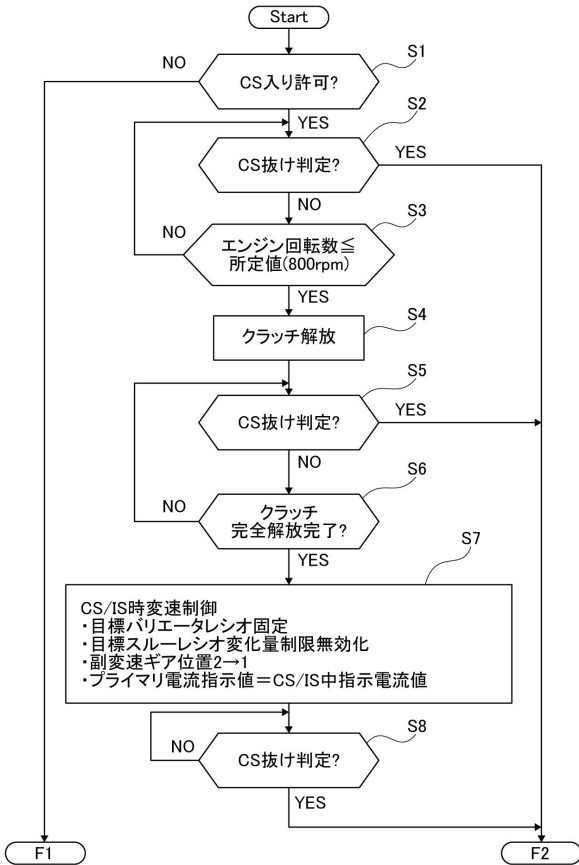 Start
S1
NO
CS入り許可?
YES
S2
CS抜け判定?
YES
NO
S3
NO
エンジン回転数≦
所定値(800rpm)
YES
S4
クラッチ解放
S5
CS抜け判定?
YES
NO
S6
NO
クラッチ
完全解放完了?
YES
S7
CS/IS時変速制御
・目標バリエータレシオ固定
・目標スルーレシオ変化量制限無効化
・副変速ギア位置2→1
・プライマリ電流指示値＝CS/IS中指示電流値
S8
NO
CS抜け判定?
YES
F1
F2